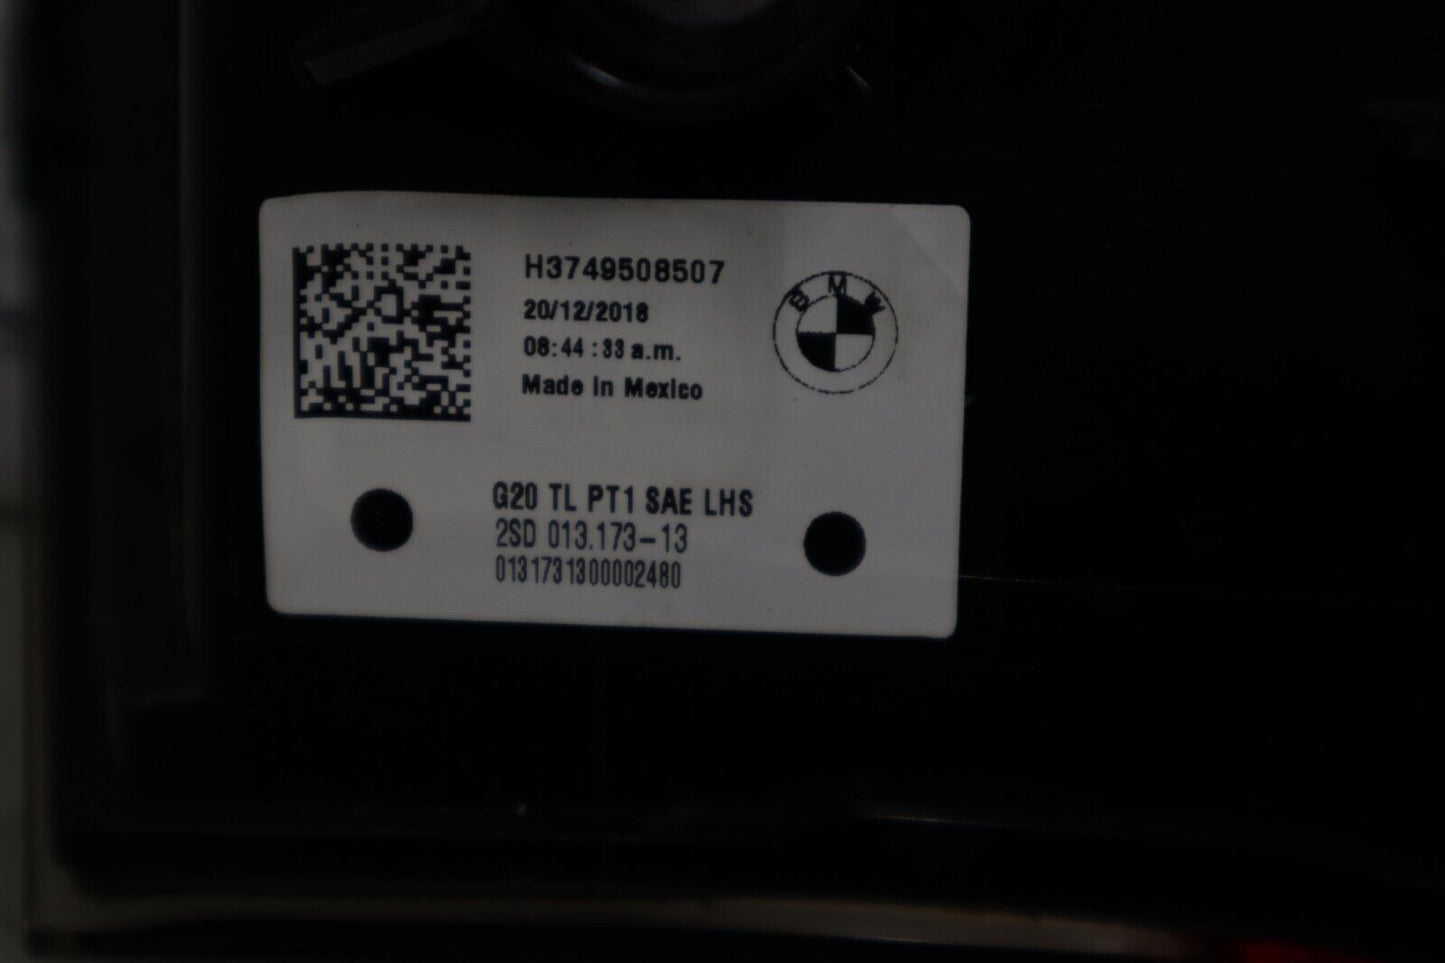 H3749508507
20/12/2018
08:44:33 a.m.
Made in Mexico
BMW
G20 TL PT1 SAE LHS
2SD 013.173-13
0131731300002480